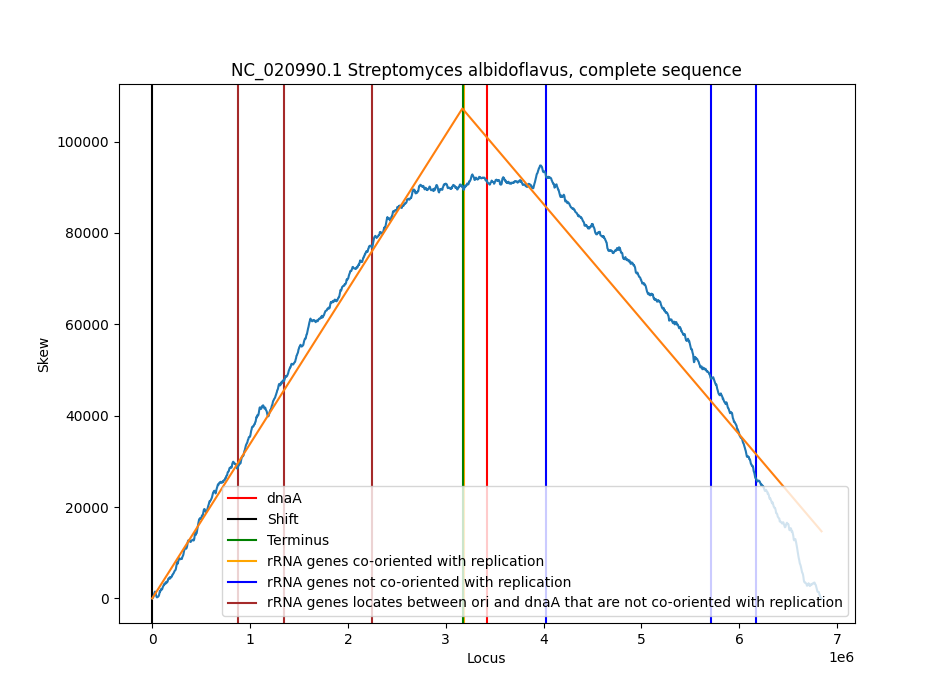 NC_020990.1 Streptomyces albidoflavus, complete sequence
100000
80000
60000
40000
20000
0
Skew
dnaA
Shift
Terminus
rRNA genes co-oriented with replication
rRNA genes not co-oriented with replication
rRNA genes locates between ori and dnaA that are not co-oriented with replication
0 1 2 3 4 5 6 7
1e6
Locus